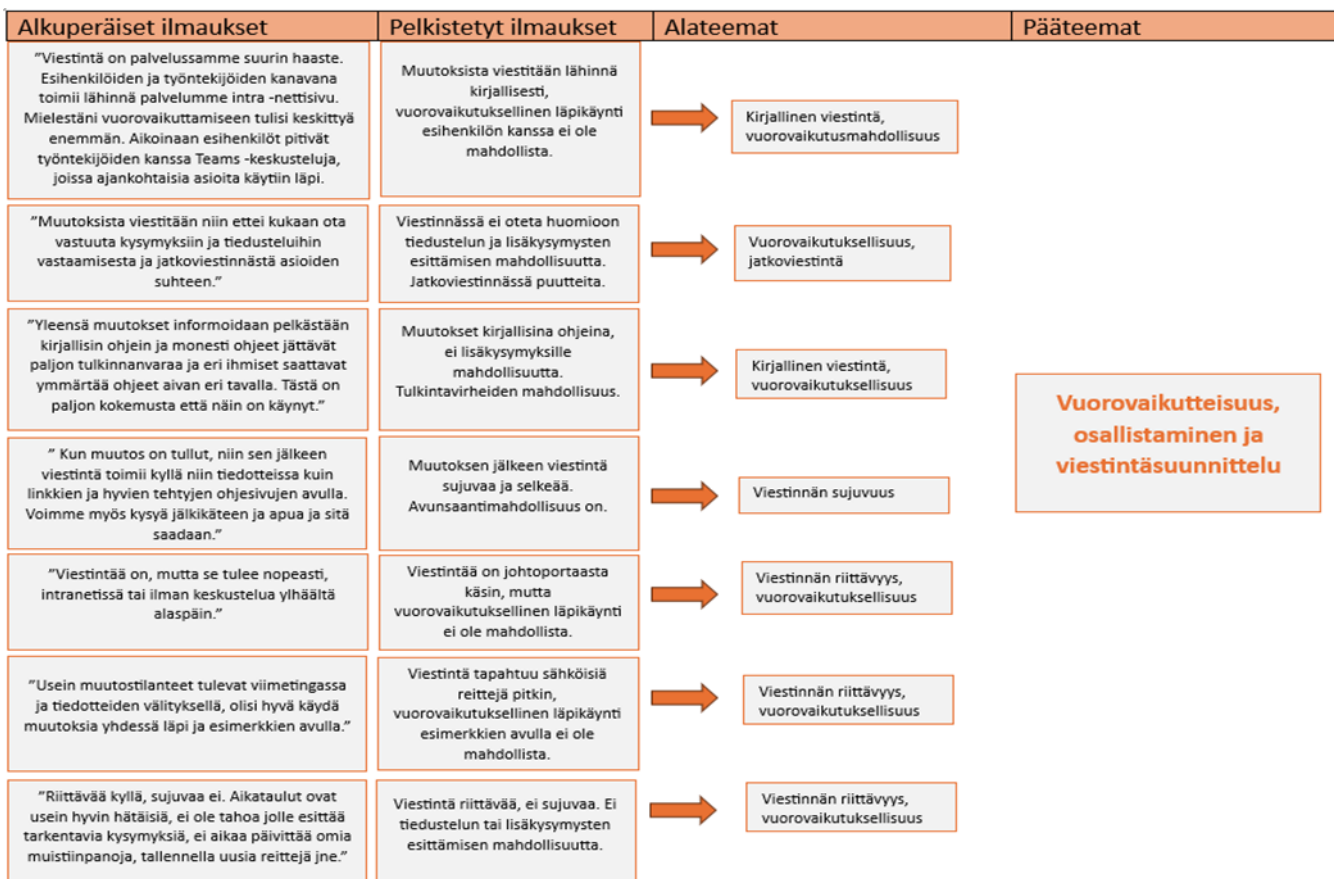 Alkuperäiset ilmaukset
Pelkistetyt ilmaukset
Alateemat
Pääteemat
”Viestintä on palvelussamme suurin haaste.
Esihenkilöiden ja työntekijöiden kanavana
toimii lähinnä palvelumme intra -nettisivu.
Mielestäni vuorovaikuttamiseen tulisi keskittyä
enemmän. Aikoinaan esihenkilöt pitivät
työntekijöiden kanssa Teams -keskusteluja,
joissa ajankohtaisia asioita käytiin läpi.
Muutoksista viestitään lähinnä
kirjallisesti,
vuorovaikutuksellinen läpikäynti
esihenkilön kanssa ei ole
mahdollista.
Kirjallinen viestintä,
vuorovaikutusmahdollisuus
”Muutoksista viestitään niin ettei kukaan ota
vastuuta kysymyksiin ja tiedusteluihin
vastaamisesta ja jatkoviestinnästä asioiden
suhteen.”
Viestinnässä ei oteta huomioon
tiedustelun ja lisäkysymysten
esittämisen mahdollisuutta.
Jatkoviestinnässä puutteita.
Vuorovaikutuksellisuus,
jatkoviestintä
”Yleensä muutokset informoidaan pelkästään
kirjallisin ohjein ja monesti ohjeet jättävät
paljon tulkinnanvaraa ja eri ihmiset saattavat
ymmärtää ohjeet aivan eri tavalla. Tästä on
paljon kokemusta että näin on käynyt.”
Muutokset kirjallisina ohjeina,
ei lisäkysymyksille
mahdollisuutta.
Tulkintavirheiden mahdollisuus.
Kirjallinen viestintä,
vuorovaikutuksellisuus
Vuorovaikutteisuus,
osallistaminen ja
viestintäsuunnittelu
” Kun muutos on tullut, niin sen jälkeen
viestintä toimii kyllä niin tiedotteissa kuin
linkkien ja hyvien tehtyjen ohjesivujen avulla.
Voimme myös kysyä jälkikäteen ja apua ja sitä
saadaan.”
Muutoksen jälkeen viestintä
sujuvaa ja selkeää.
Avunsaantimahdollisuus on.
Viestinnän sujuvuus
”Viestintää on, mutta se tulee nopeasti,
intranetissä tai ilman keskustelua ylhäältä
alaspäin.”
Viestintää on johtoportaasta
käsin, mutta
vuorovaikutuksellinen läpikäynti
ei ole mahdollista.
Viestinnän riittävyys,
vuorovaikutuksellisuus
”Usein muutostilanteet tulevat viimetingassa
ja tiedotteiden välityksellä, olisi hyvä käydä
muutoksia yhdessä läpi ja esimerkkien avulla.”
Viestintä tapahtuu sähköisiä
reittejä pitkin,
vuorovaikutuksellinen läpikäynti
esimerkkien avulla ei ole
mahdollista.
Viestinnän riittävyys,
vuorovaikutuksellisuus
”Riittävää kyllä, sujuvaa ei. Aikataulut ovat
usein hyvin hätäisiä, ei ole tahoa jolle esittää
tarkentavia kysymyksiä, ei aikaa päivittää omia
muistiinpanoja, tallennella uusia reittejä jne.”
Viestintä riittävää, ei sujuvaa. Ei
tiedustelun tai lisäkysymysten
esittämisen mahdollisuutta.
Viestinnän riittävyys,
vuorovaikutuksellisuus